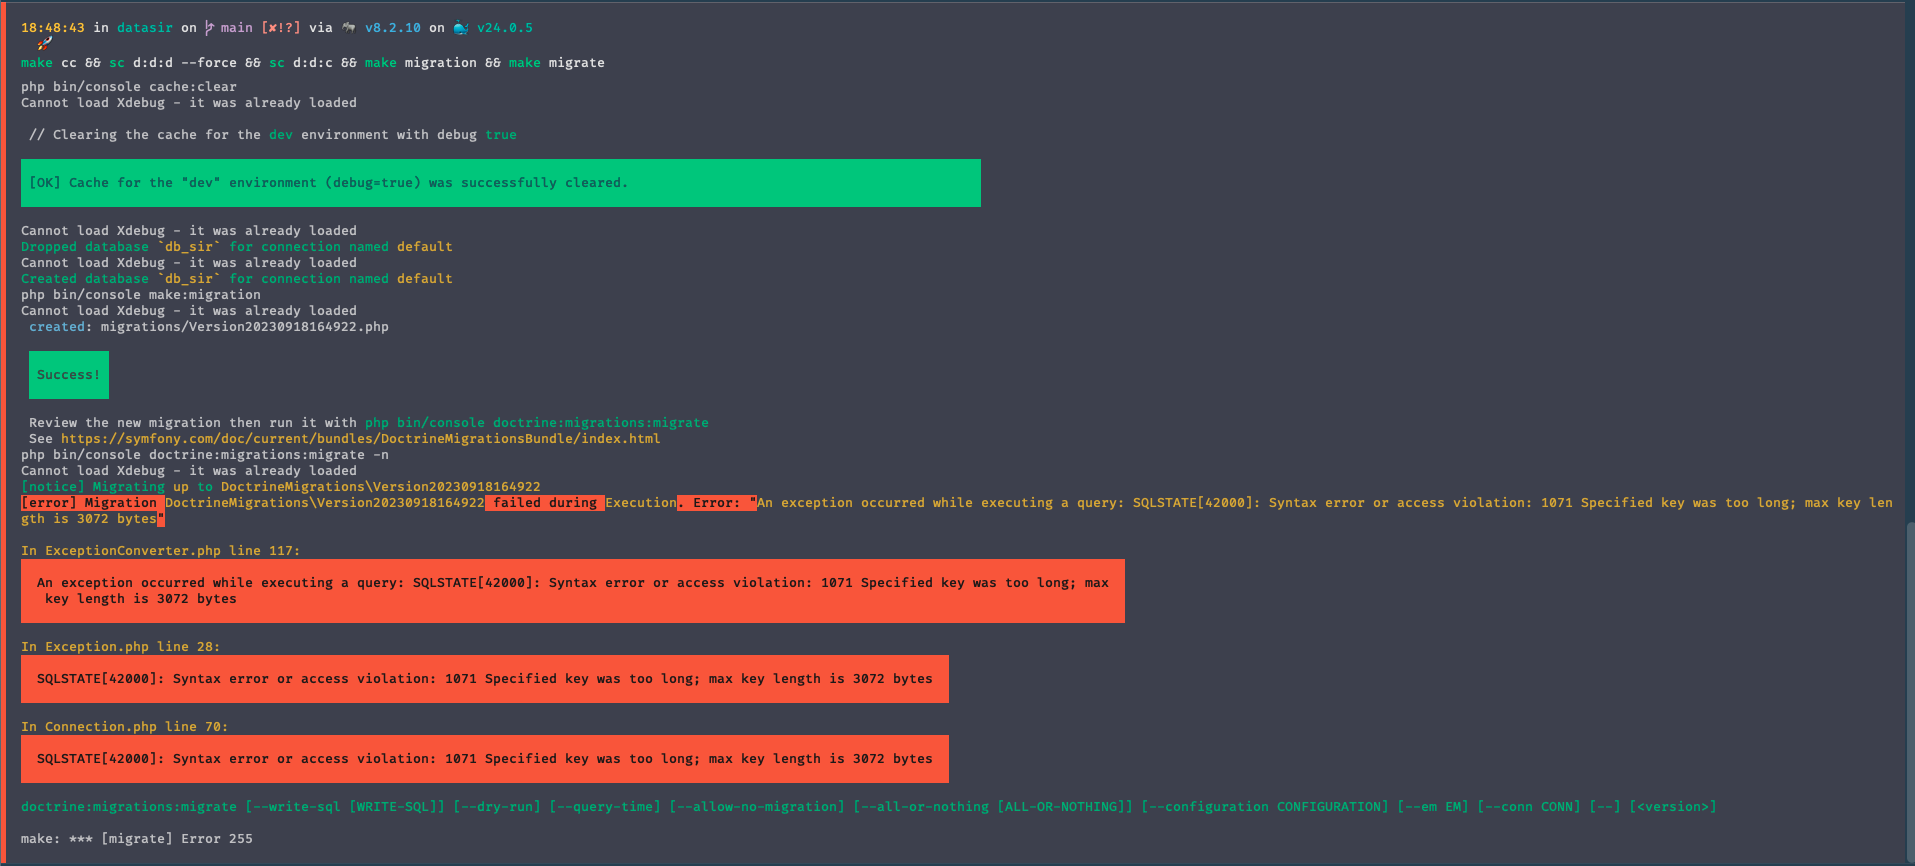 18:48:43 in datasir on main [✘!?] via 🐘 v8.2.10 on 🐳 v24.0.5
🚀
make cc && sc d:d:d --force && sc d:d:c && make migration && make migrate
php bin/console cache:clear
Cannot load Xdebug - it was already loaded
// Clearing the cache for the dev environment with debug true
[OK] Cache for the "dev" environment (debug=true) was successfully cleared.
Cannot load Xdebug - it was already loaded
Dropped database `db_sir` for connection named default
Cannot load Xdebug - it was already loaded
Created database `db_sir` for connection named default
php bin/console make:migration
Cannot load Xdebug - it was already loaded
created: migrations/Version20230918164922.php
Success!
Review the new migration then run it with php bin/console doctrine:migrations:migrate
See https://symfony.com/doc/current/bundles/DoctrineMigrationsBundle/index.html
php bin/console doctrine:migrations:migrate -n
Cannot load Xdebug - it was already loaded
[notice] Migrating up to DoctrineMigrations\Version20230918164922
[error] Migration DoctrineMigrations\Version20230918164922 failed during Execution. Error: "An exception occurred while executing a query: SQLSTATE[42000]: Syntax error or access violation: 1071 Specified key was too long; max key len
gth is 3072 bytes"
In ExceptionConverter.php line 117:
An exception occurred while executing a query: SQLSTATE[42000]: Syntax error or access violation: 1071 Specified key was too long; max
key length is 3072 bytes
In Exception.php line 28:
SQLSTATE[42000]: Syntax error or access violation: 1071 Specified key was too long; max key length is 3072 bytes
In Connection.php line 70:
SQLSTATE[42000]: Syntax error or access violation: 1071 Specified key was too long; max key length is 3072 bytes
doctrine:migrations:migrate [--write-sql [WRITE-SQL]] [--dry-run] [--query-time] [--allow-no-migration] [--all-or-nothing [ALL-OR-NOTHING]] [--configuration CONFIGURATION] [--em EM] [--conn CONN] [--] [<version>]
make: *** [migrate] Error 255